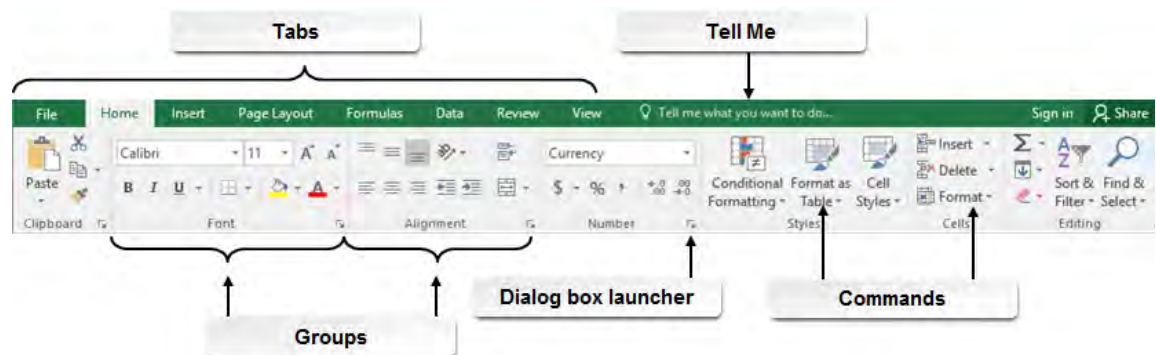 Tabs
Tell Me
File Home Insert Page Layout Formulas Data Review View Tell me what you want to do... Sign in Share
Calibri 11 A A Currency Insert
Paste Delete
B I U A $ % , Conditional Format as Cell Sort & Find &
Formatting Table Styles Format Filter Select
Clipboard Font Alignment Number Styles Cells Editing
Dialog box launcher
Commands
Groups